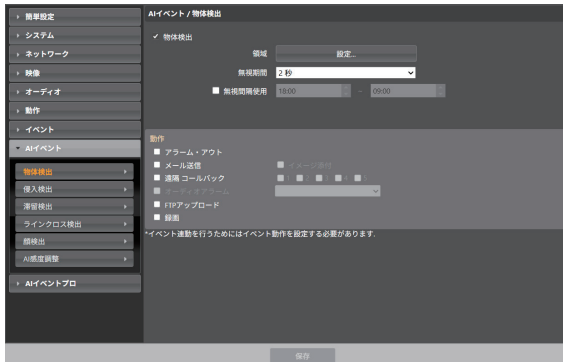 簡単設定
システム
ネットワーク
映像
オーディオ
動作
イベント
AIイベント
物体検出
侵入検出
滞留検出
ラインクロス検出
顔検出
AI感度調整
AIイベントプロ
AIイベント / 物体検出
物体検出
領域 設定...
無視期間 2 秒
無視間隔使用 18:00 ~ 09:00
動作
アラーム・アウト
メール送信 イメージ添付
遠隔 コールバック 1 2 3 4 5
オーディオアラーム
FTPアップロード
録画
*イベント連動を行うためにはイベント動作を設定する必要があります.
保存